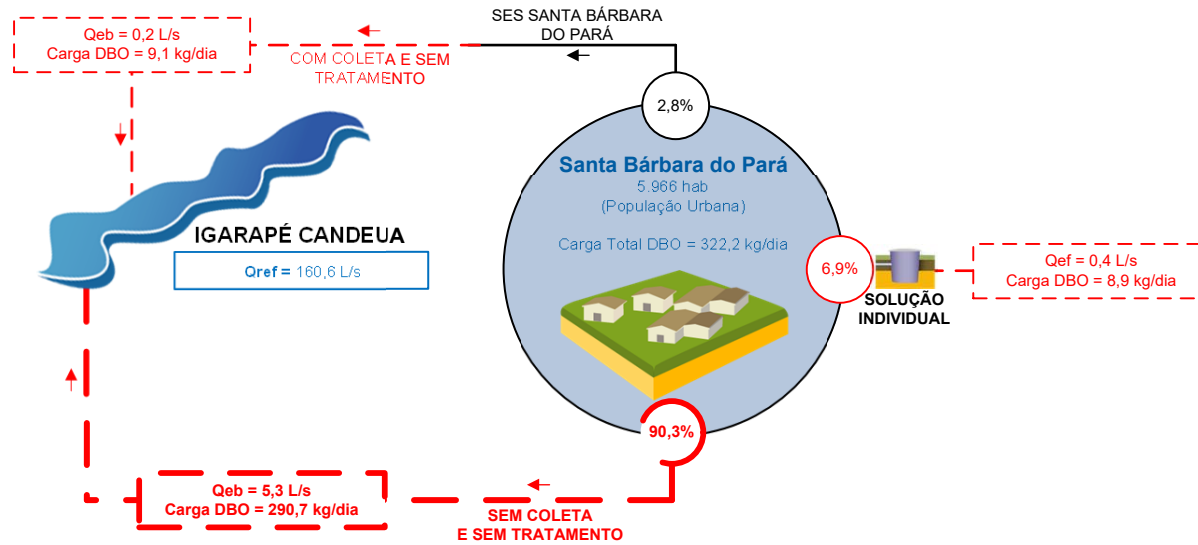 SES SANTA BÁRBARA
DO PARÁ
Qeb = 0,2 L/s
Carga DBO = 9,1 kg/dia
COM COLETA E SEM
TRATAMENTO
2,8%
Santa Bárbara do Pará
5.966 hab
(População Urbana)
Carga Total DBO = 322,2 kg/dia
IGARAPÉ CANDEUA
Qref = 160,6 L/s
6,9%
SOLUÇÃO
INDIVIDUAL
Qef = 0,4 L/s
Carga DBO = 8,9 kg/dia
90,3%
Qeb = 5,3 L/s
Carga DBO = 290,7 kg/dia
SEM COLETA
E SEM TRATAMENTO